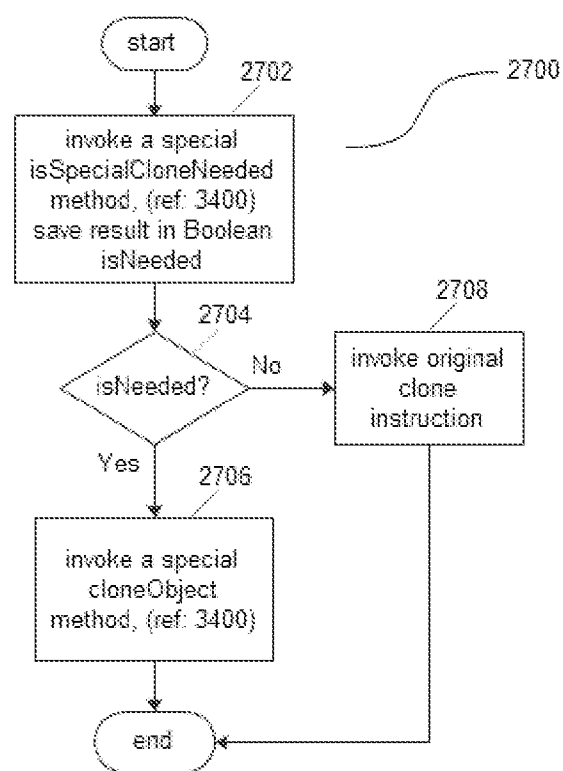 start
2702
2700
invoke a special
isSpecialCloneNeeded
method, (ref: 3400)
save result in Boolean
isNeeded
2704
isNeeded?
No
2708
invoke original
clone
instruction
Yes
2706
invoke a special
cloneObject
method, (ref: 3400)
end